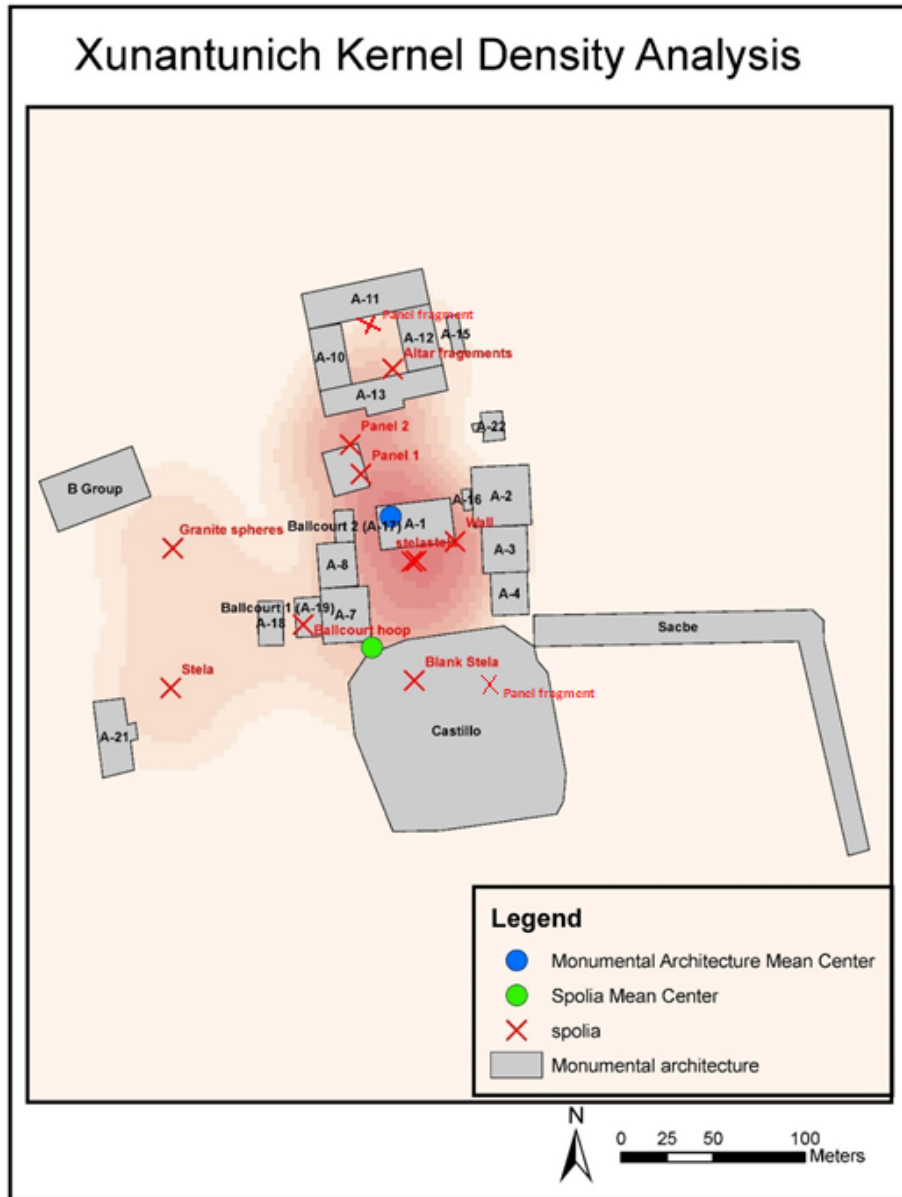 Xunantunich Kernel Density Analysis
A-11
Panel fragment
A-12
A-15
A-10
Altar fragements
A-13
Panel 2
A-22
Panel 1
B Group
A-16
A-2
Granite spheres
Ballcourt 2 (A-17)
A-1
Wall
A-3
stelastela
A-8
A-4
Ballcourt 1 (A-19)
A-7
A-18
Ballcourt hoop
Sacbe
Stela
Blank Stela
Panel fragment
A-21
Castillo
Legend
Monumental Architecture Mean Center
Spolia Mean Center
spolia
Monumental architecture
N
0 25 50 100
Meters